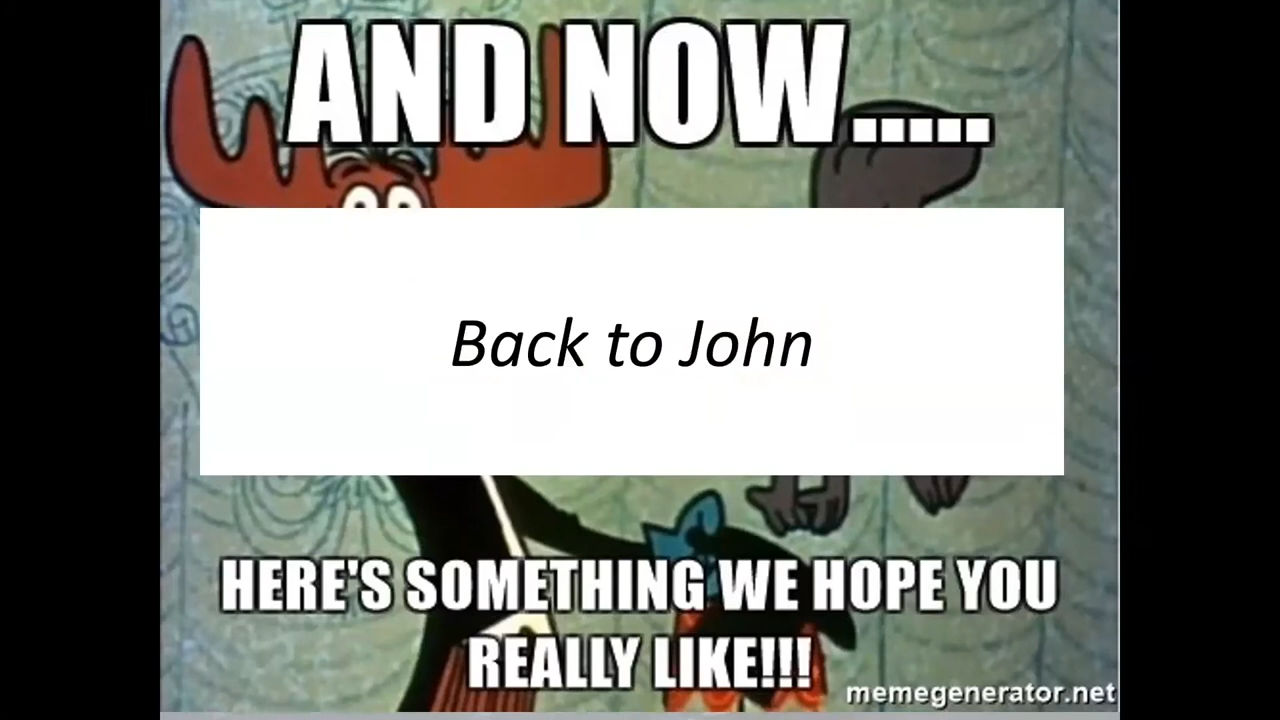 AND NOW.....
Back to John
HERE'S SOMETHING WE HOPE YOU
REALLY LIKE!!!
memegenerator.net